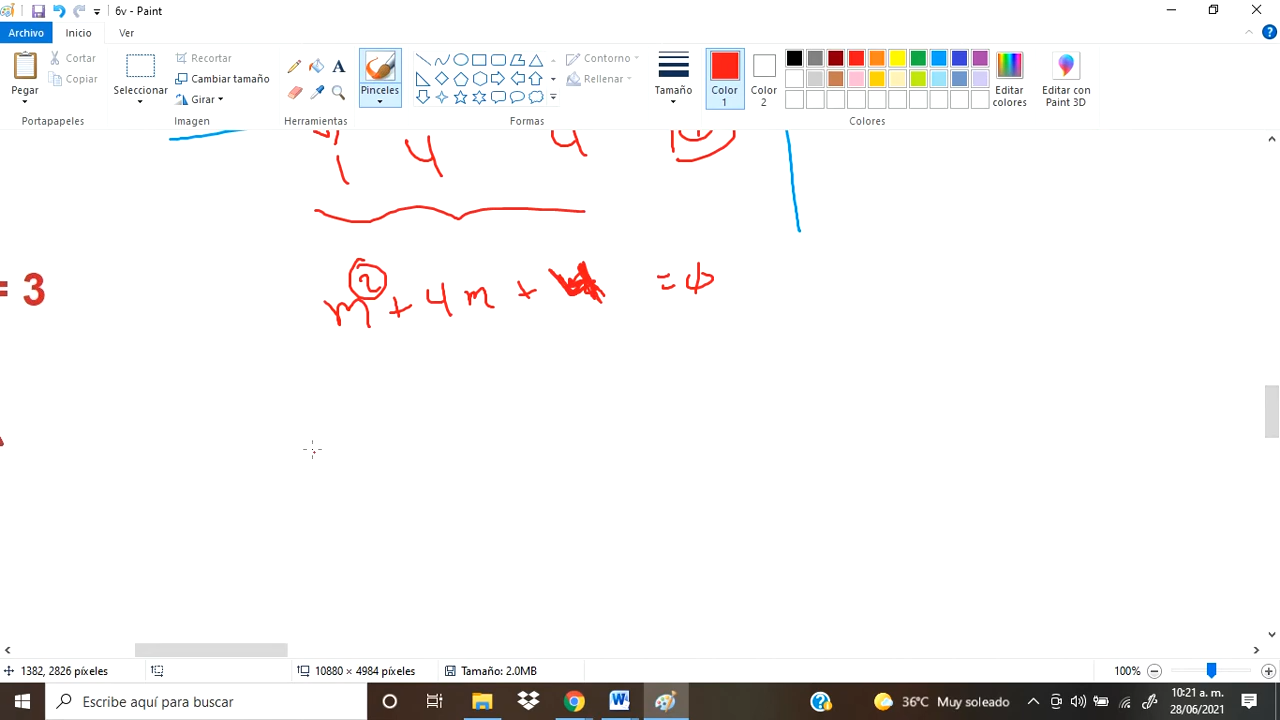 6v - Paint
Archivo Inicio Ver
Pegar
Cortar
Copiar
Portapapeles
Seleccionar
Recortar
Cambiar tamaño
Girar
Imagen
A
Herramientas
Pinceles
Contorno
Rellenar
Formas
Tamaño
Color 1
Color 2
Editar colores
Colores
Editar con Paint 3D
4 4
1
= 3
m² + 4m + = φ
1382, 2826 píxeles
10880 × 4984 píxeles
Tamaño: 2.0MB
100%
Escribe aquí para buscar
36°C Muy soleado
10:21 a. m.
28/06/2021